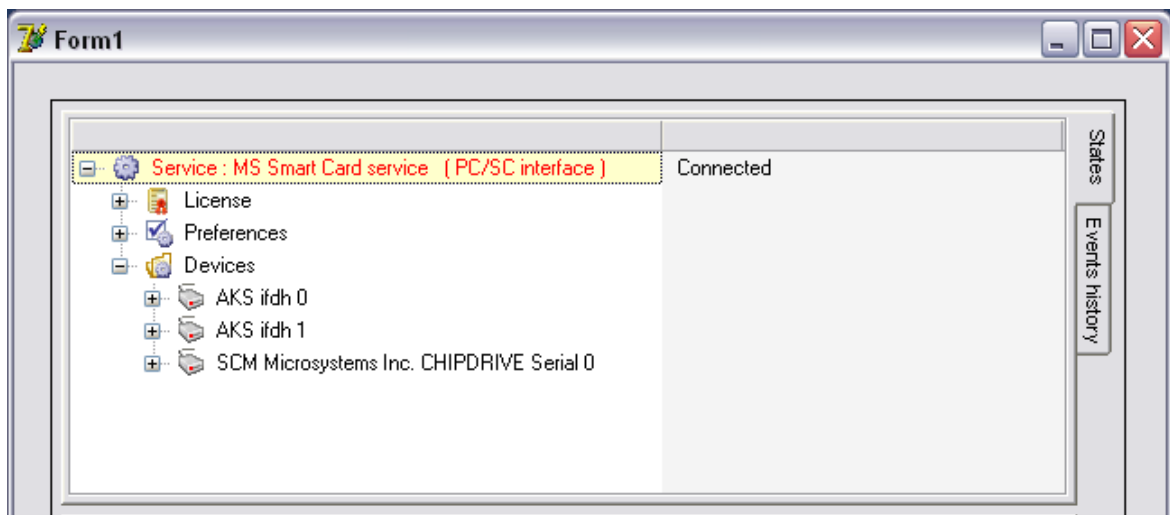 Form1
Service : MS Smart Card service ( PC/SC interface ) Connected
License
Preferences
Devices
AKS ifdh 0
AKS ifdh 1
SCM Microsystems Inc. CHIPDRIVE Serial 0
States
Events history